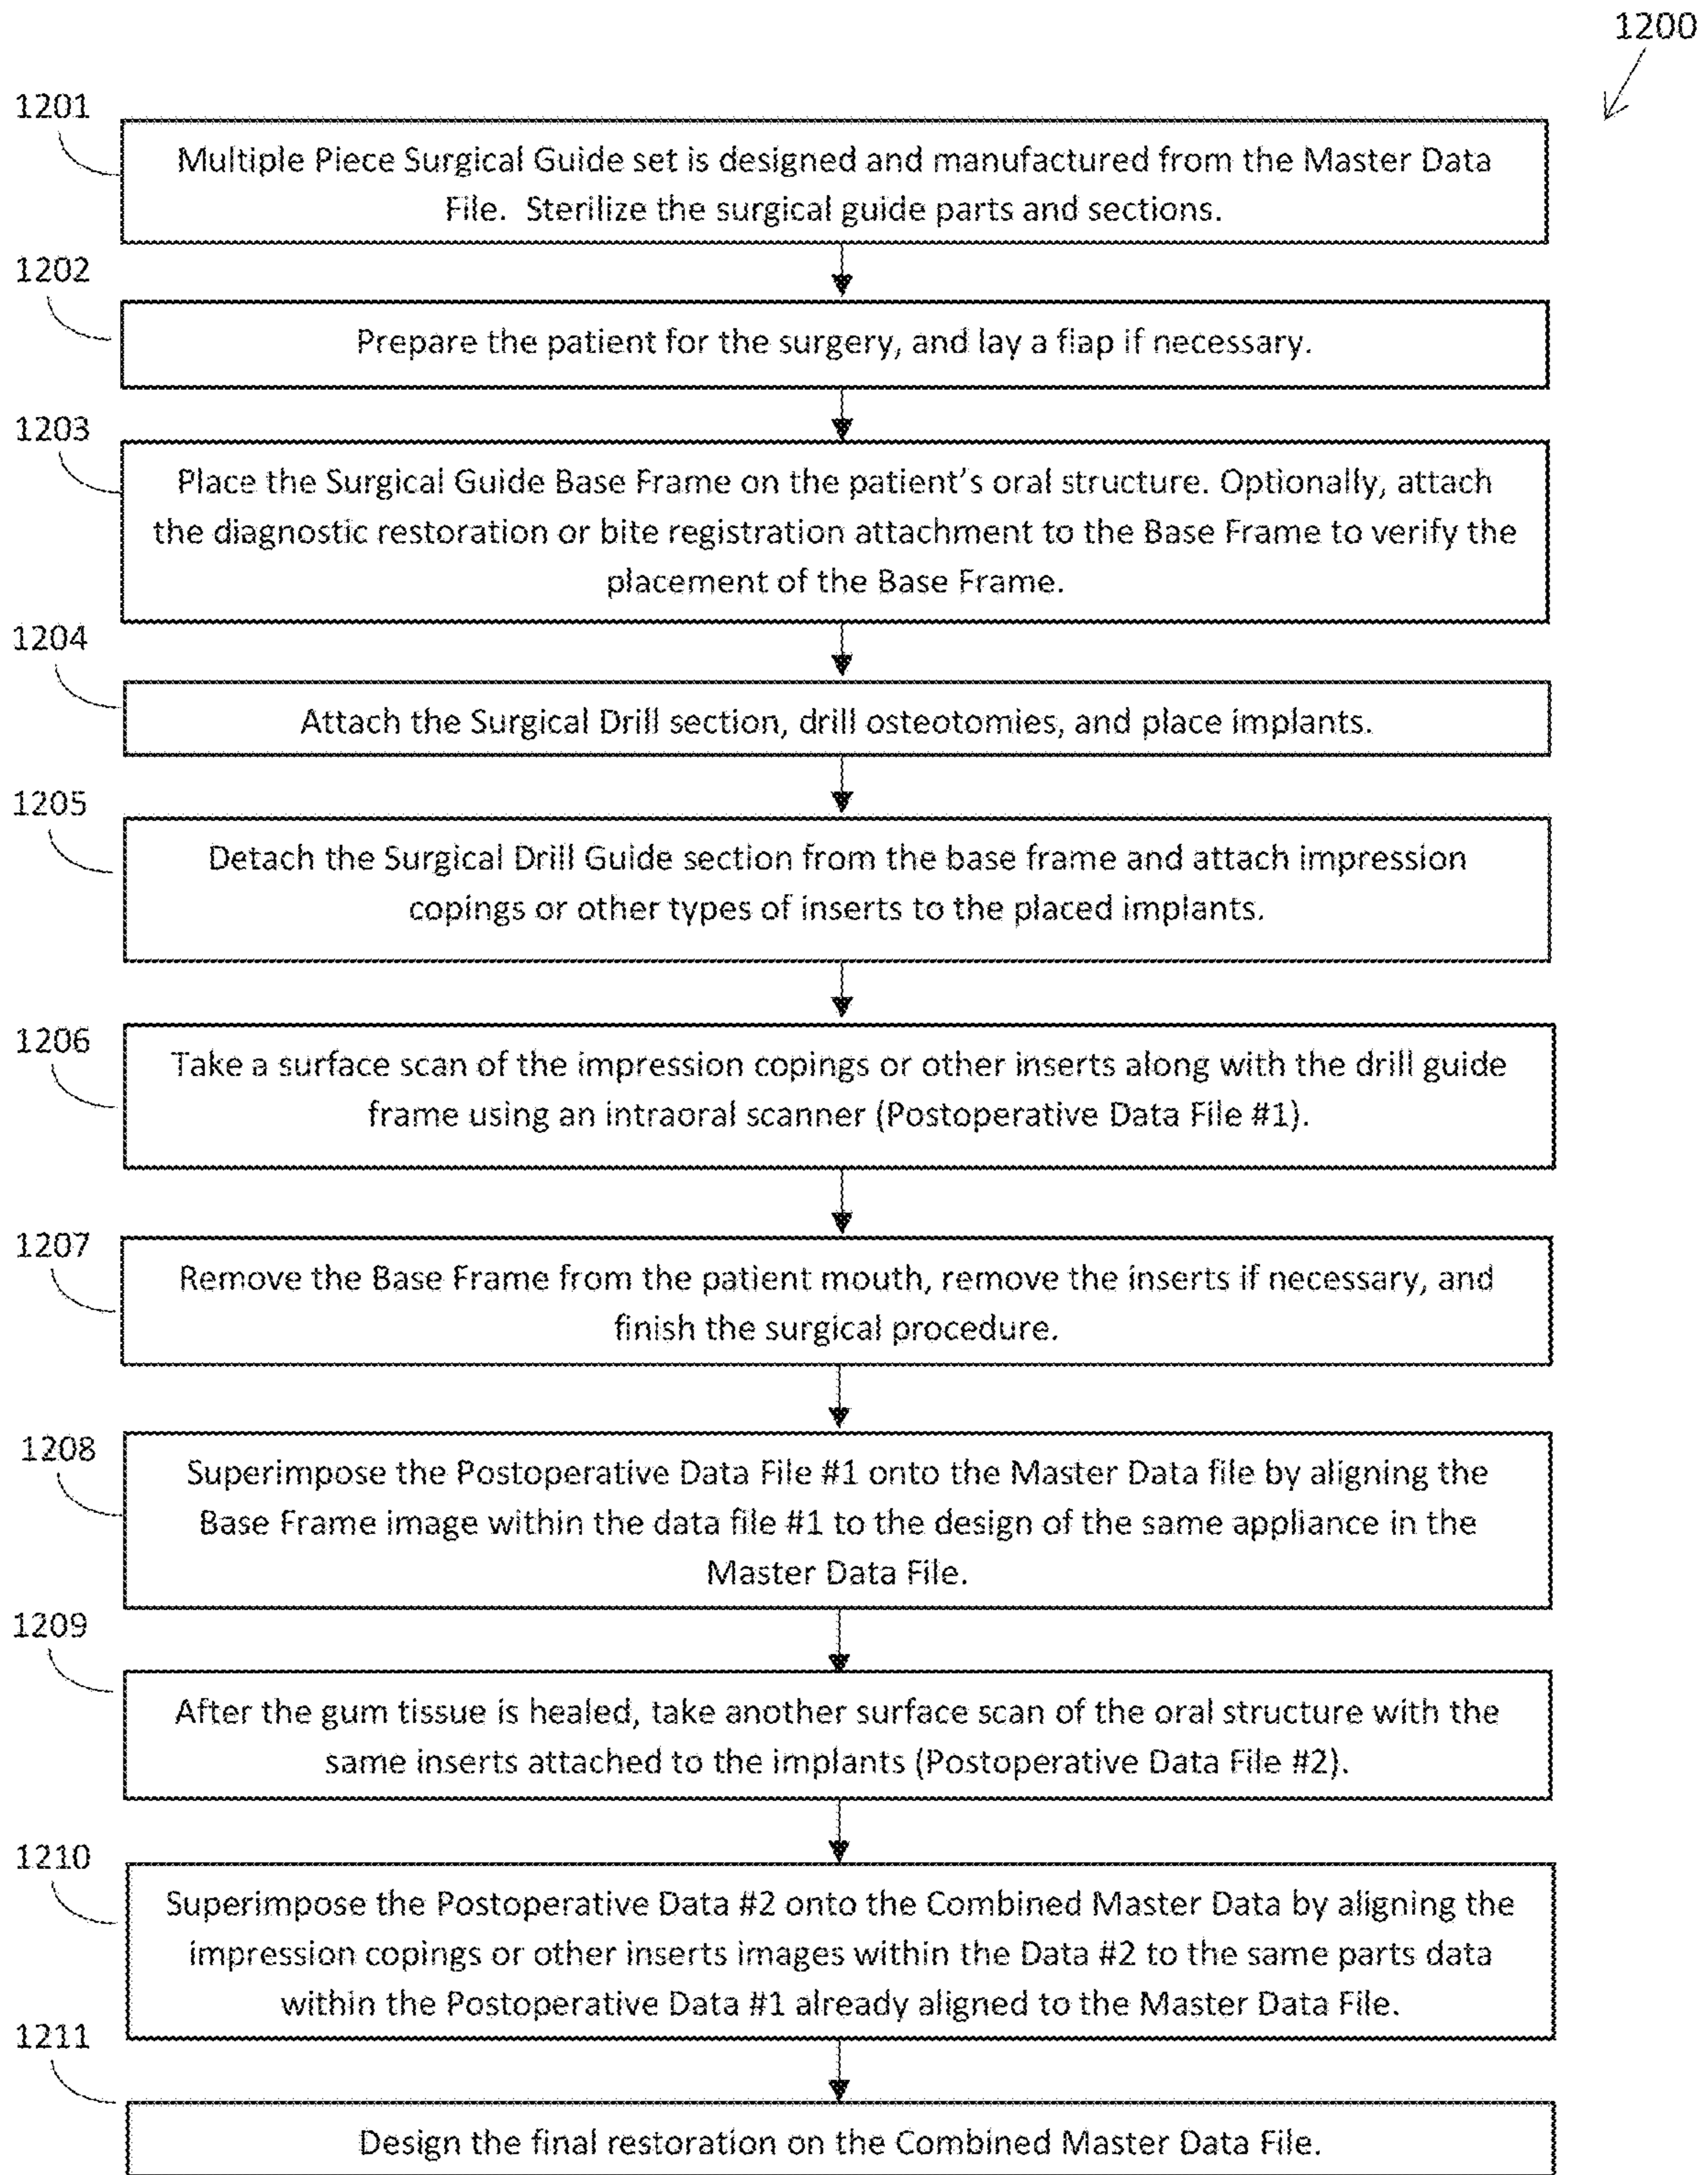 1200
1201
Multiple Piece Surgical Guide set is designed and manufactured from the Master Data
File. Sterilize the surgical guide parts and sections.
1202
Prepare the patient for the surgery, and lay a flap if necessary.
1203
Place the Surgical Guide Base Frame on the patient's oral structure. Optionally, attach
the diagnostic restoration or bite registration attachment to the Base Frame to verify the
placement of the Base Frame.
1204
Attach the Surgical Drill section, drill osteotomies, and place implants.
1205
Detach the Surgical Drill Guide section from the base frame and attach impression
copings or other types of inserts to the placed implants.
1206
Take a surface scan of the impression copings or other inserts along with the drill guide
frame using an intraoral scanner (Postoperative Data File #1).
1207
Remove the Base Frame from the patient mouth, remove the inserts if necessary, and
finish the surgical procedure.
1208
Superimpose the Postoperative Data File #1 onto the Master Data file by aligning the
Base Frame image within the data file #1 to the design of the same appliance in the
Master Data File.
1209
After the gum tissue is healed, take another surface scan of the oral structure with the
same inserts attached to the implants (Postoperative Data File #2).
1210
Superimpose the Postoperative Data #2 onto the Combined Master Data by aligning the
impression copings or other inserts images within the Data #2 to the same parts data
within the Postoperative Data #1 already aligned to the Master Data File.
1211
Design the final restoration on the Combined Master Data File.